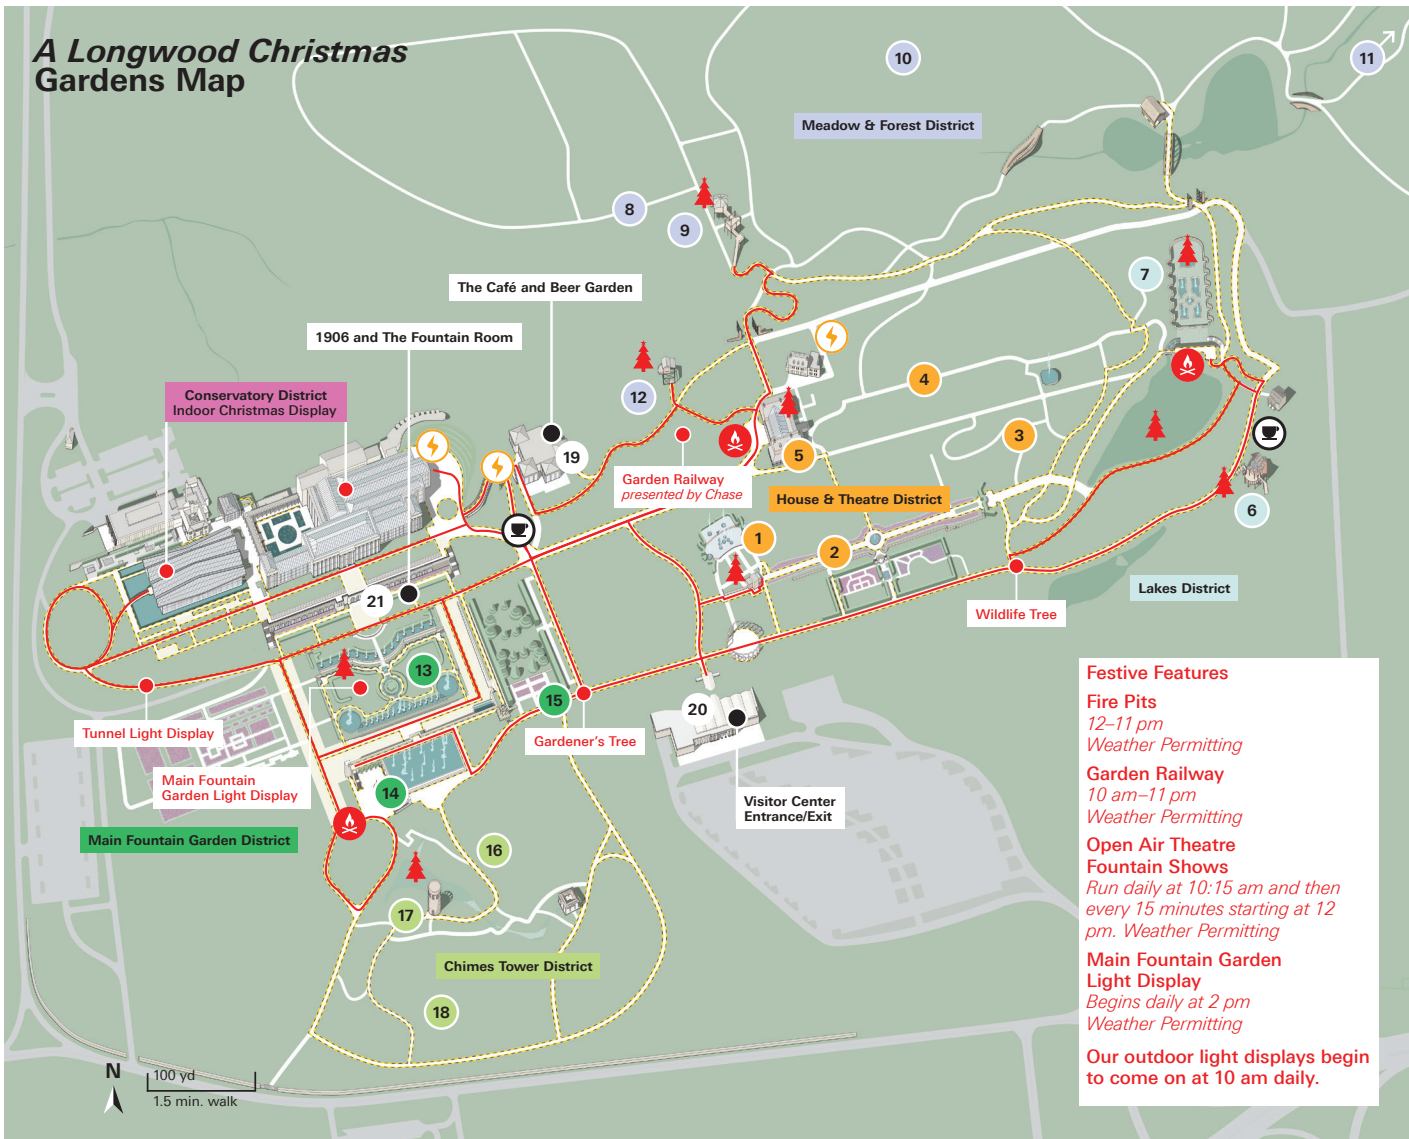 A Longwood Christmas
Gardens Map
10
11
Meadow & Forest District
8
9
7
The Café and Beer Garden
1906 and The Fountain Room
Conservatory District
Indoor Christmas Display
12
4
3
19
5
Garden Railway
presented by Chase
House & Theatre District
6
1
2
Lakes District
21
Wildlife Tree
13
15
20
Tunnel Light Display
Gardener's Tree
Main Fountain
Garden Light Display
14
Visitor Center
Entrance/Exit
Main Fountain Garden District
16
17
Chimes Tower District
18
N
100 yd
1.5 min. walk
Festive Features
Fire Pits
12–11 pm
Weather Permitting
Garden Railway
10 am–11 pm
Weather Permitting
Open Air Theatre
Fountain Shows
Run daily at 10:15 am and then
every 15 minutes starting at 12
pm. Weather Permitting
Main Fountain Garden
Light Display
Begins daily at 2 pm
Weather Permitting
Our outdoor light displays begin
to come on at 10 am daily.